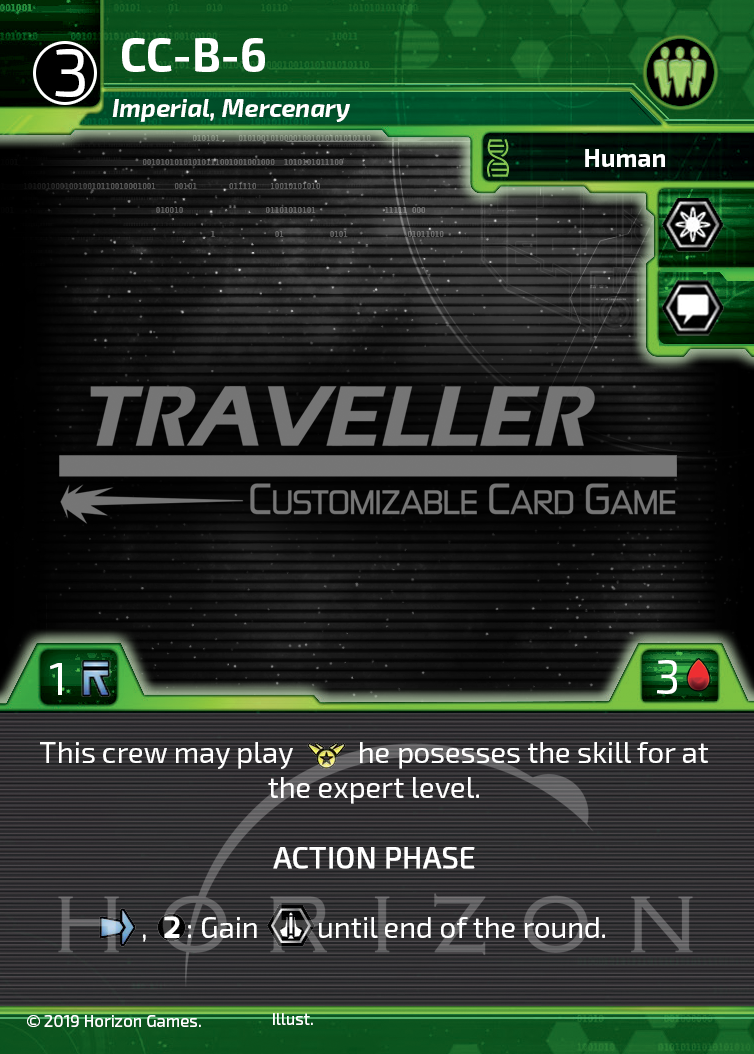 3
CC-B-6
Imperial, Mercenary
Human
TRAVELLER
CUSTOMIZABLE CARD GAME
1
3
This crew may play he posesses the skill for at
the expert level.
ACTION PHASE
, 2: Gain until end of the round.
HORIZON
© 2019 Horizon Games.
Illust.